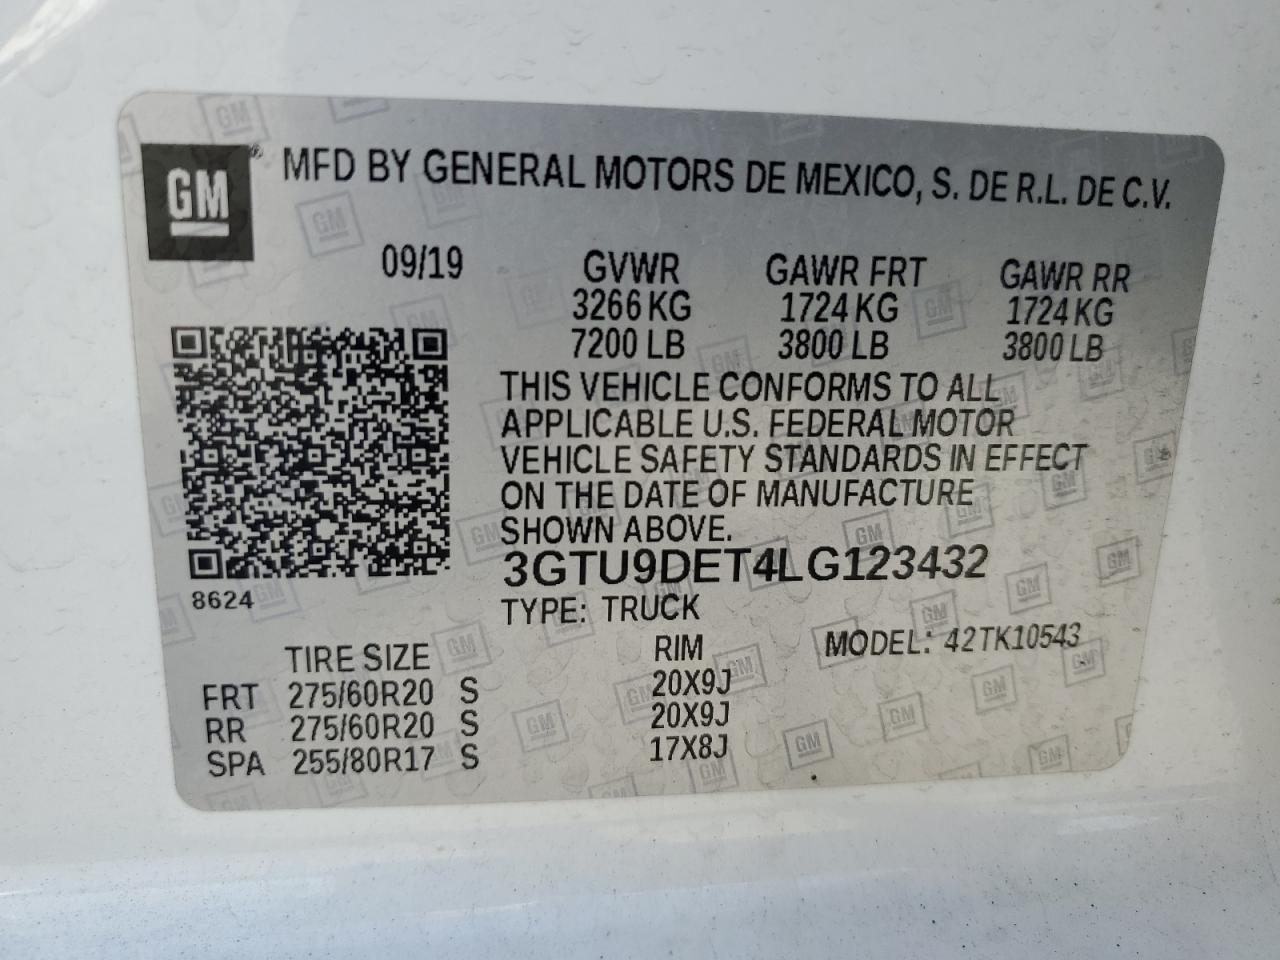 GM ® MFD BY GENERAL MOTORS DE MEXICO, S. DE R.L. DE C.V.
09/19 GVWR GAWR FRT GAWR RR
3266 KG 1724 KG 1724 KG
7200 LB 3800 LB 3800 LB
THIS VEHICLE CONFORMS TO ALL
APPLICABLE U.S. FEDERAL MOTOR
VEHICLE SAFETY STANDARDS IN EFFECT
ON THE DATE OF MANUFACTURE
SHOWN ABOVE.
3GTU9DET4LG123432
8624
TYPE: TRUCK
TIRE SIZE RIM MODEL: 42TK10543
FRT 275/60R20 S 20X9J
RR 275/60R20 S 20X9J
SPA 255/80R17 S 17X8J